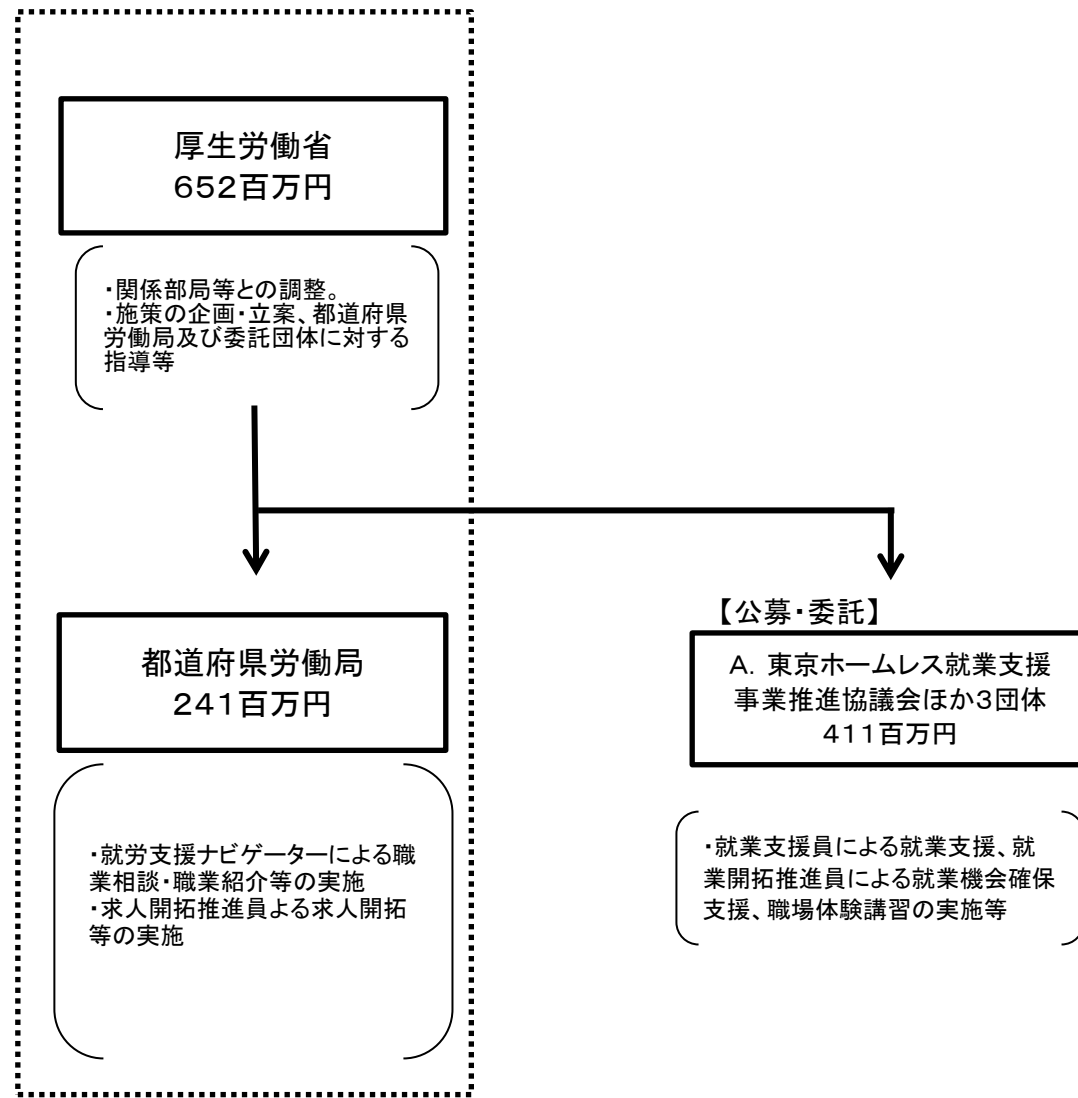 厚生労働省
652百万円
・関係部局等との調整。
・施策の企画・立案、都道府県
労働局及び委託団体に対する
指導等
都道府県労働局
241百万円
・就労支援ナビゲーターによる職
業相談・職業紹介等の実施
・求人開拓推進員よる求人開拓
等の実施
【公募・委託】
A．東京ホームレス就業支援
事業推進協議会ほか3団体
411百万円
・就業支援員による就業支援、就
業開拓推進員による就業機会確保
支援、職場体験講習の実施等